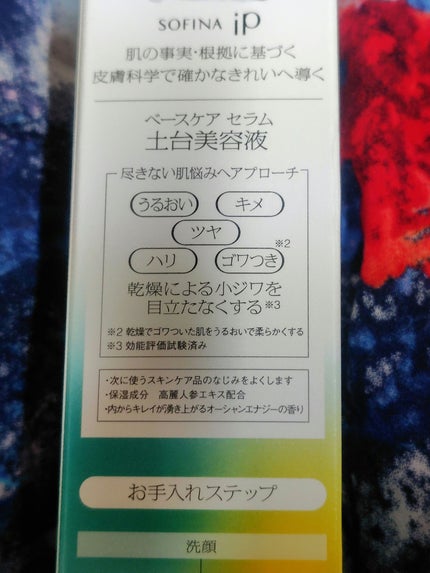 SOFINA iP
肌の事実・根拠に基づく
皮膚科学で確かなきれいへ導く
ベースケア セラム
土台美容液
尽きない肌悩みへアプローチ
うるおい キメ
ツヤ
ハリ ゴワつき※2
乾燥による小ジワを
目立たなくする※3
※2 乾燥でゴワついた肌をうるおいで柔らかくする
※3 効能評価試験済み
・次に使うスキンケア品のなじみをよくします
・保湿成分 高麗人参エキス配合
・内からキレイが湧き上がるオーシャンエナジーの香り
お手入れステップ
洗顔